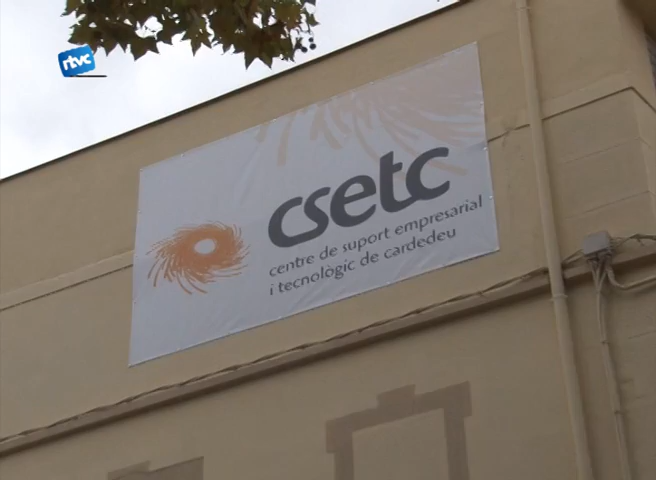 rtvc
csetc
centre de suport empresarial
i tecnològic de cardedeu